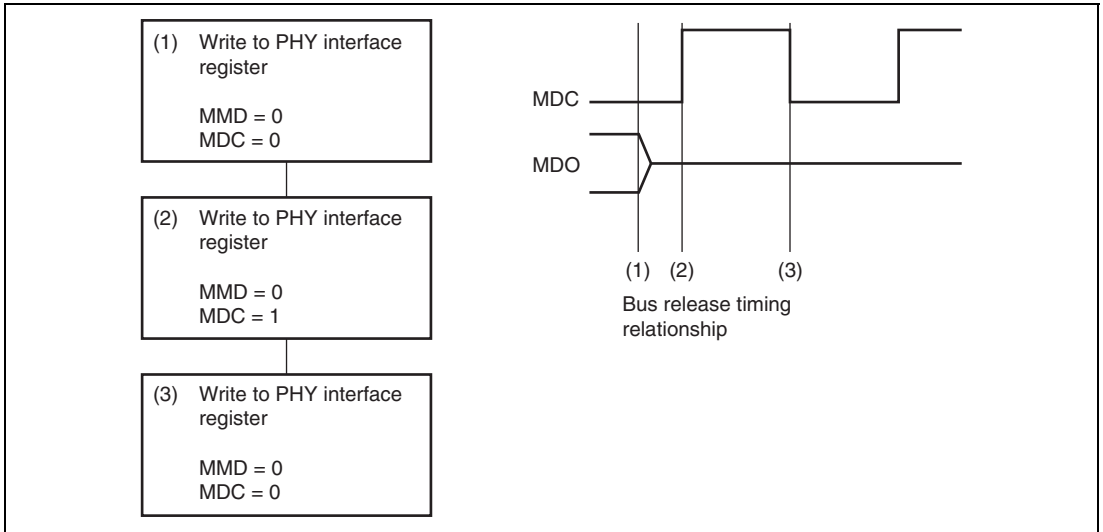 (1) Write to PHY interface
register
MMD = 0
MDC = 0
(2) Write to PHY interface
register
MMD = 0
MDC = 1
(3) Write to PHY interface
register
MMD = 0
MDC = 0
MDC
MDO
(1) (2) (3)
Bus release timing
relationship